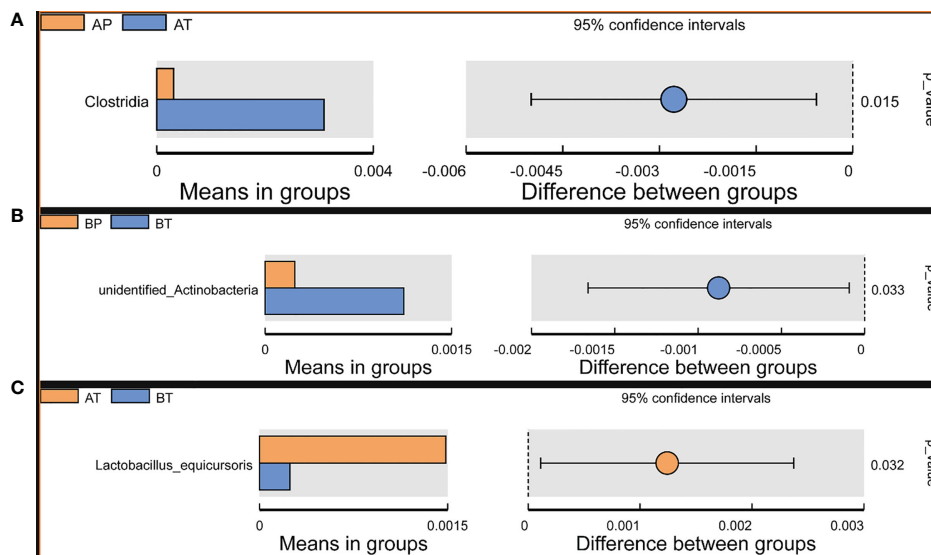 A
AP AT 95% confidence intervals
Clostridia
0.015
p_value
0 0.004 -0.006 -0.0045 -0.003 -0.0015 0
Means in groups Difference between groups
B
BP BT 95% confidence intervals
unidentified_Actinobacteria
0.033
p_value
0 0.0015 -0.002 -0.0015 -0.001 -0.0005 0
Means in groups Difference between groups
C
AT BT 95% confidence intervals
Lactobacillus_equicursoris
0.032
p_value
0 0.0015 0 0.001 0.002 0.003
Means in groups Difference between groups